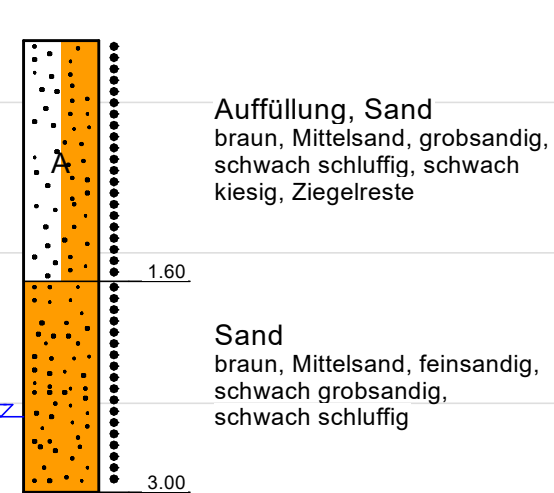 Auffüllung, Sand
braun, Mittelsand, grobsandig,
schwach schluffig, schwach
kiesig, Ziegelreste
A
1.60
Sand
braun, Mittelsand, feinsandig,
schwach grobsandig,
schwach schluffig
3.00